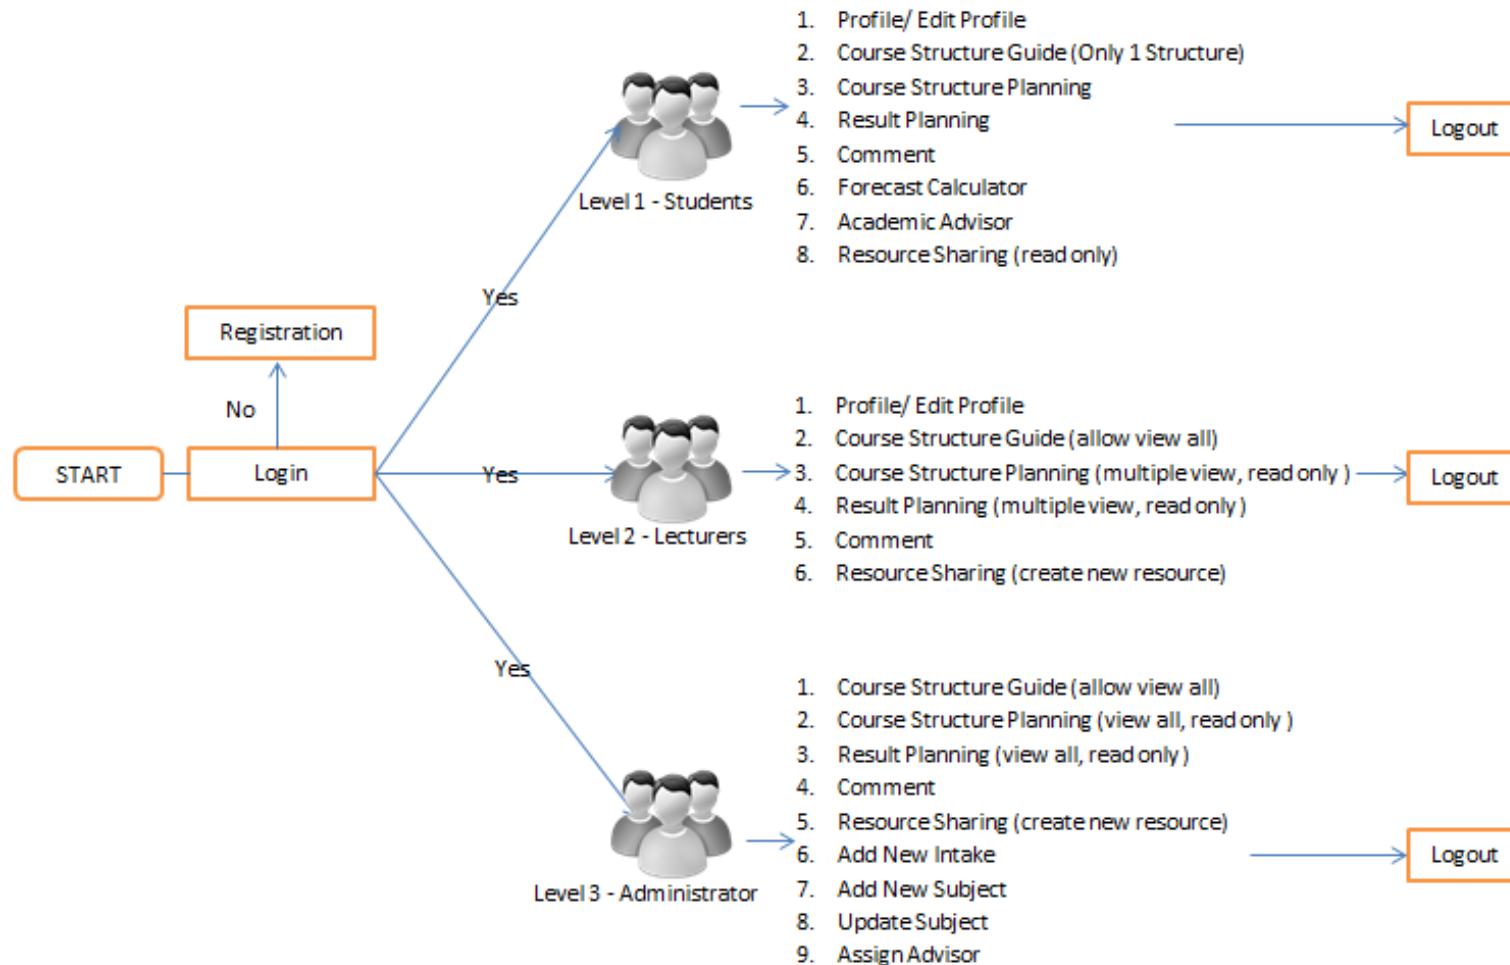 1. Profile/ Edit Profile
2. Course Structure Guide (Only 1 Structure)
3. Course Structure Planning
4. Result Planning
5. Comment
6. Forecast Calculator
7. Academic Advisor
8. Resource Sharing (read only)
Logout
Level 1 - Students
Yes
Registration
No
START
Login
Yes
Level 2 - Lecturers
1. Profile/ Edit Profile
2. Course Structure Guide (allow view all)
3. Course Structure Planning (multiple view, read only )
4. Result Planning (multiple view, read only )
5. Comment
6. Resource Sharing (create new resource)
Logout
Yes
Level 3 - Administrator
1. Course Structure Guide (allow view all)
2. Course Structure Planning (view all, read only )
3. Result Planning (view all, read only )
4. Comment
5. Resource Sharing (create new resource)
6. Add New Intake
7. Add New Subject
8. Update Subject
9. Assign Advisor
Logout